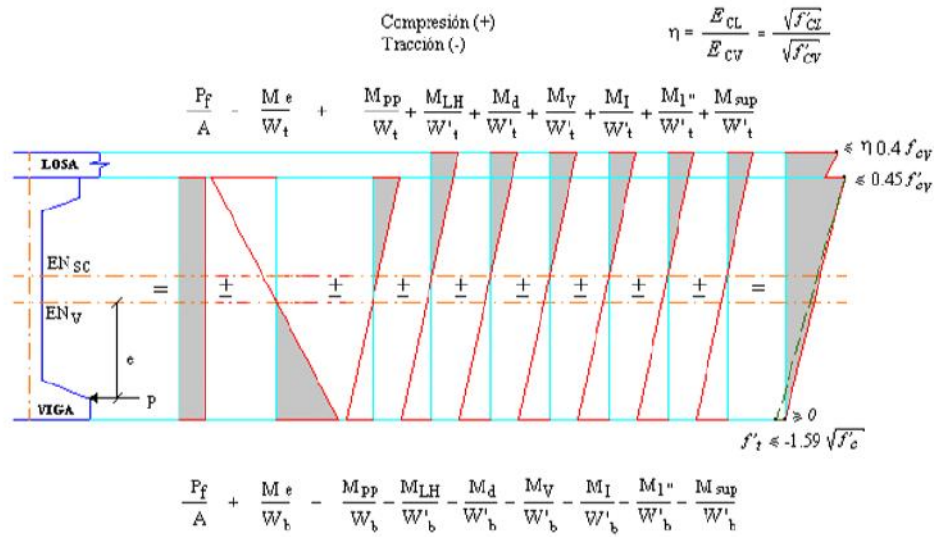 Compresión (+)
Tracción (-)
η = E_CL / E_CV = √f'_CL / √f'_CV
P_f / A - M e / W_t + M_PP / W_t + M_LH / W'_t + M_d / W'_t + M_V / W'_t + M_I / W'_t + M_1" / W'_t + M_sup / W'_t
LOSA
≤ η 0.4 f_cv
≤ 0.45 f'_cv
EN_SC
= ± ± ± ± ± ± ± ± =
EN_V
e
P
VIGA
≥ 0
f'_t ≤ -1.59 √f'_c
P_f / A + M e / W_b - M_PP / W_b - M_LH / W'_b - M_d / W'_b - M_V / W'_b - M_I / W'_b - M_1" / W'_b - M_sup / W'_b